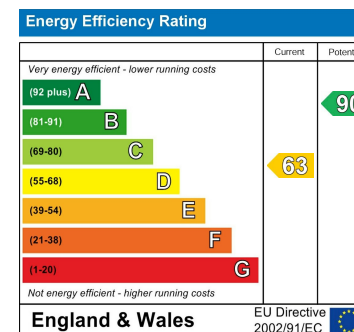 Energy Efficiency Rating
Current Potent
Very energy efficient - lower running costs
(92 plus) A
(81-91) B
(69-80) C
(55-68) D
(39-54) E
(21-38) F
(1-20) G
63
90
Not energy efficient - higher running costs
England & Wales
EU Directive
2002/91/EC